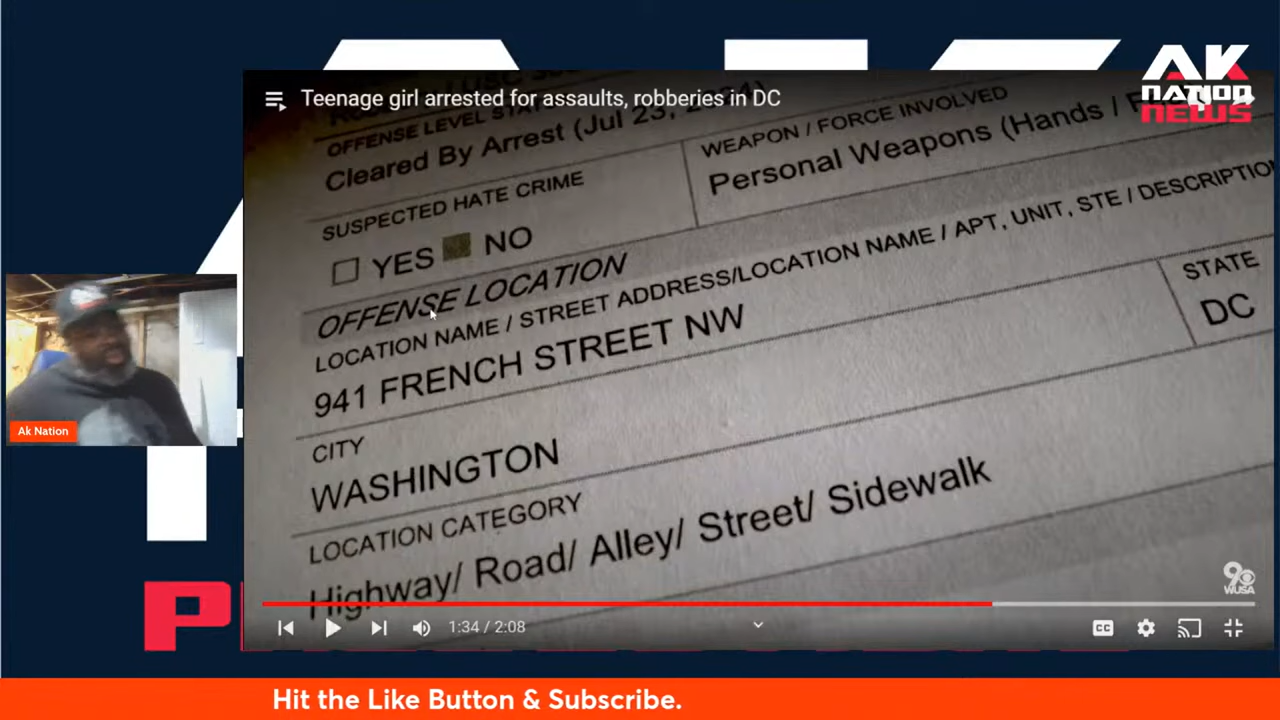 AK
NATION
NEWS
Teenage girl arrested for assaults, robberies in DC
OFFENSE LEVEL
Cleared By Arrest (Jul 23,
WEAPON / FORCE INVOLVED
Personal Weapons (Hands /
SUSPECTED HATE CRIME
YES NO
OFFENSE LOCATION
LOCATION NAME / STREET ADDRESS/LOCATION NAME / APT, UNIT, STE / DESCRIPTIO
941 FRENCH STREET NW
STATE
DC
CITY
WASHINGTON
LOCATION CATEGORY
Highway/ Road/ Alley/ Street/ Sidewalk
Ak Nation
9
WUSA
1:34 / 2:08
CC
Hit the Like Button & Subscribe.